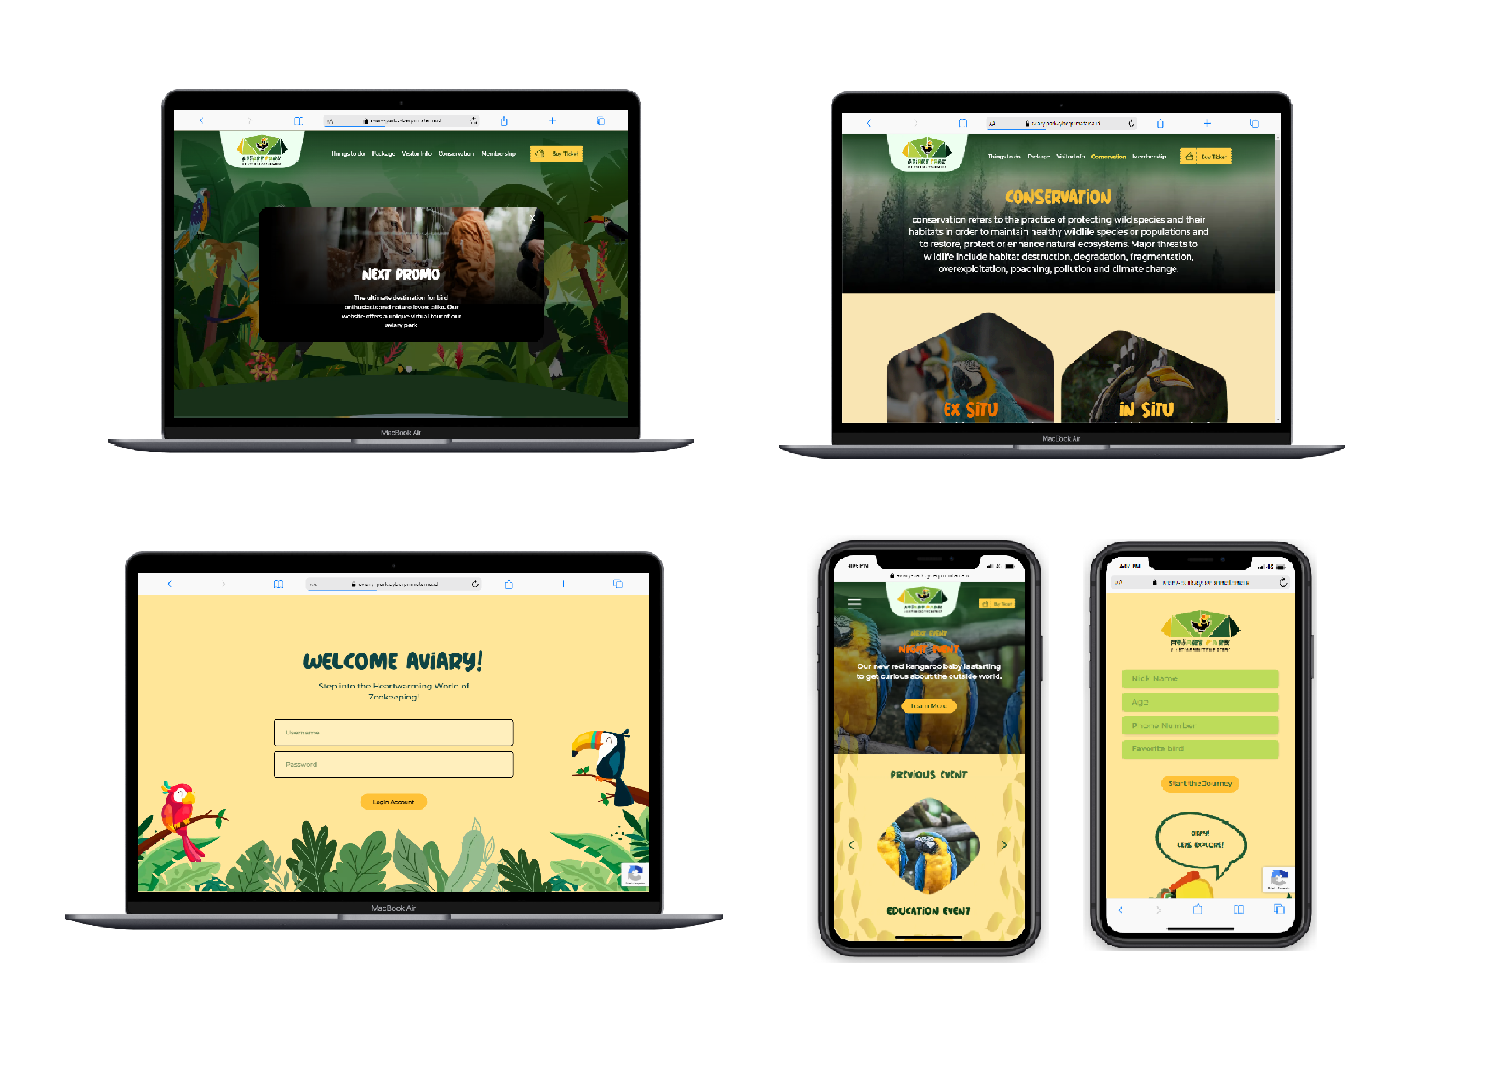 AVIARY PARK
Things to do Package Visitor Info Conservation Membership Buy Ticket
NEXT PROMO
The ultimate destination for bird
enthusiasts and nature lovers alike. Our
website offers a unique virtual tour of our
aviary park
MacBook Air
Things to do Package Visitor Info Conservation Membership Buy Ticket
CONSERVATION
conservation refers to the practice of protecting wild species and their
habitats in order to maintain healthy wildlife species or populations and
to restore, protect or enhance natural ecosystems. Major threats to
wildlife include habitat destruction, degradation, fragmentation,
overexploitation, poaching, pollution and climate change.
EX SITU
IN SITU
MacBook Air
WELCOME AVIARY!
Step into the Heartwarming World of
Zookeeping!
Username
Password
Login Account
MacBook Air
NEXT EVENT
NIGHT
Our new red kangaroo baby is starting
to get curious about the outside world.
Learn More
PREVIOUS EVENT
EDUCATION EVENT
Nick Name
Age
Phone Number
Favorite bird
Start the Journey
LETS EXPLORE!